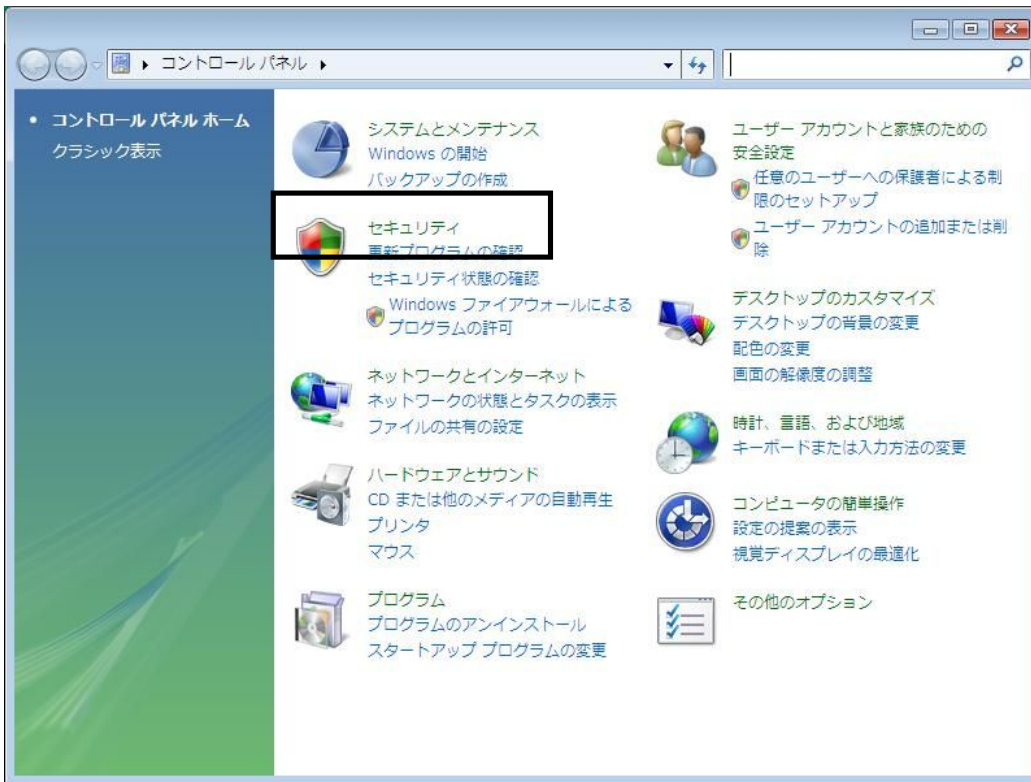 コントロール パネル
コントロール パネル ホーム
クラシック表示
システムとメンテナンス
Windows の開始
バックアップの作成
セキュリティ
更新プログラムの確認
セキュリティ状態の確認
Windows ファイアウォールによる
プログラムの許可
ネットワークとインターネット
ネットワークの状態とタスクの表示
ファイルの共有の設定
ハードウェアとサウンド
CD または他のメディアの自動再生
プリンタ
マウス
プログラム
プログラムのアンインストール
スタートアップ プログラムの変更
ユーザー アカウントと家族のための
安全設定
任意のユーザーへの保護者による制
限のセットアップ
ユーザー アカウントの追加または削
除
デスクトップのカスタマイズ
デスクトップの背景の変更
配色の変更
画面の解像度の調整
時計、言語、および地域
キーボードまたは入力方法の変更
コンピュータの簡単操作
設定の提案の表示
視覚ディスプレイの最適化
その他のオプション